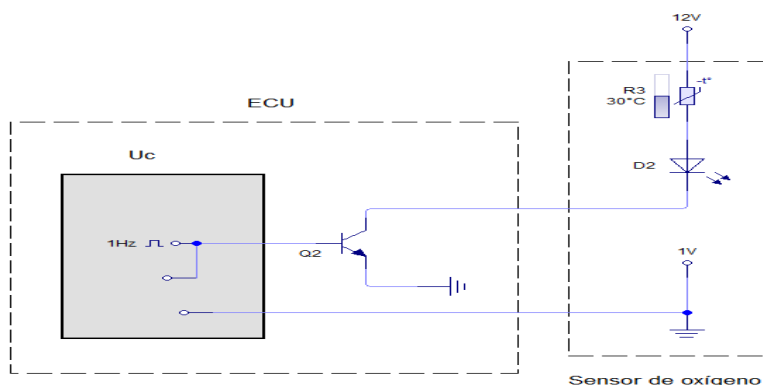 12V
-t°
R3
30°C
ECU
Uc
D2
1Hz
Q2
1V
Sensor de oxígeno